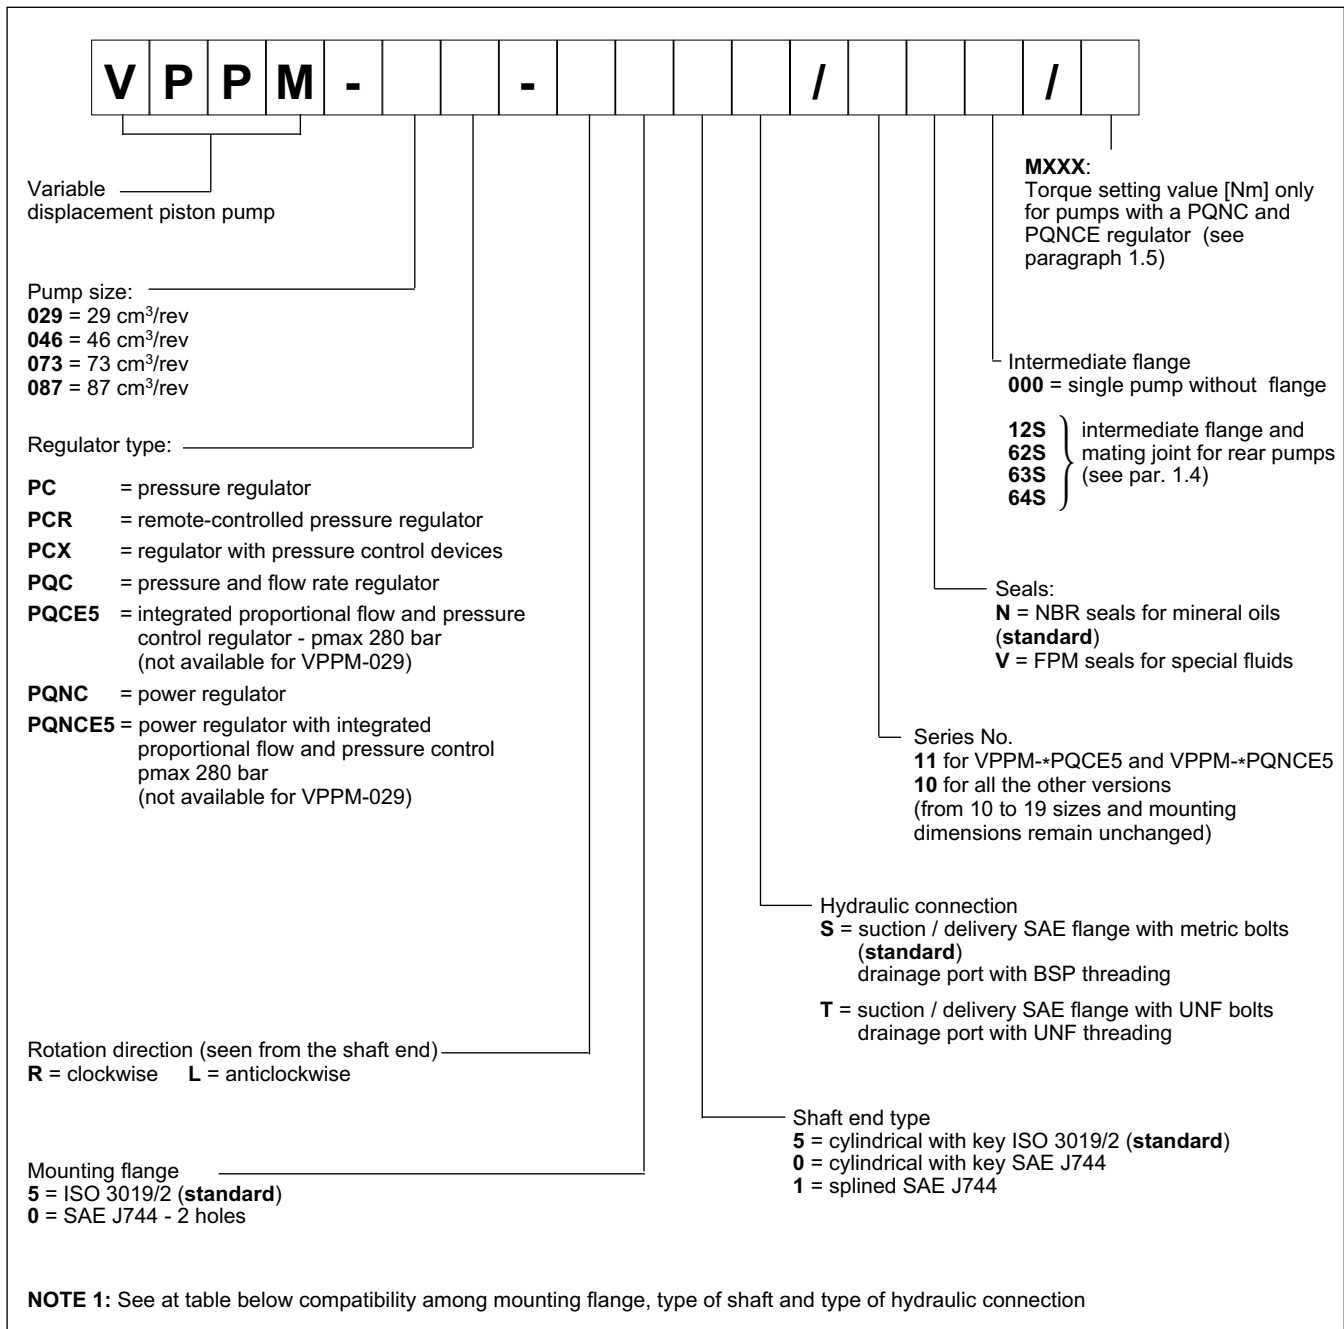 V P P M - - / /
Variable
displacement piston pump
MXXX:
Torque setting value [Nm] only
for pumps with a PQNC and
PQNCE regulator (see
paragraph 1.5)
Pump size:
029 = 29 cm³/rev
046 = 46 cm³/rev
073 = 73 cm³/rev
087 = 87 cm³/rev
Intermediate flange
000 = single pump without flange
12S
62S
63S
64S
intermediate flange and
mating joint for rear pumps
(see par. 1.4)
Regulator type:
PC = pressure regulator
PCR = remote-controlled pressure regulator
PCX = regulator with pressure control devices
PQC = pressure and flow rate regulator
PQCE5 = integrated proportional flow and pressure
control regulator - pmax 280 bar
(not available for VPPM-029)
PQNC = power regulator
PQNCE5 = power regulator with integrated
proportional flow and pressure control
pmax 280 bar
(not available for VPPM-029)
Seals:
N = NBR seals for mineral oils
(standard)
V = FPM seals for special fluids
Series No.
11 for VPPM-*PQCE5 and VPPM-*PQNCE5
10 for all the other versions
(from 10 to 19 sizes and mounting
dimensions remain unchanged)
Hydraulic connection
S = suction / delivery SAE flange with metric bolts
(standard)
drainage port with BSP threading
T = suction / delivery SAE flange with UNF bolts
drainage port with UNF threading
Rotation direction (seen from the shaft end)
R = clockwise L = anticlockwise
Shaft end type
5 = cylindrical with key ISO 3019/2 (standard)
0 = cylindrical with key SAE J744
1 = splined SAE J744
Mounting flange
5 = ISO 3019/2 (standard)
0 = SAE J744 - 2 holes
NOTE 1: See at table below compatibility among mounting flange, type of shaft and type of hydraulic connection